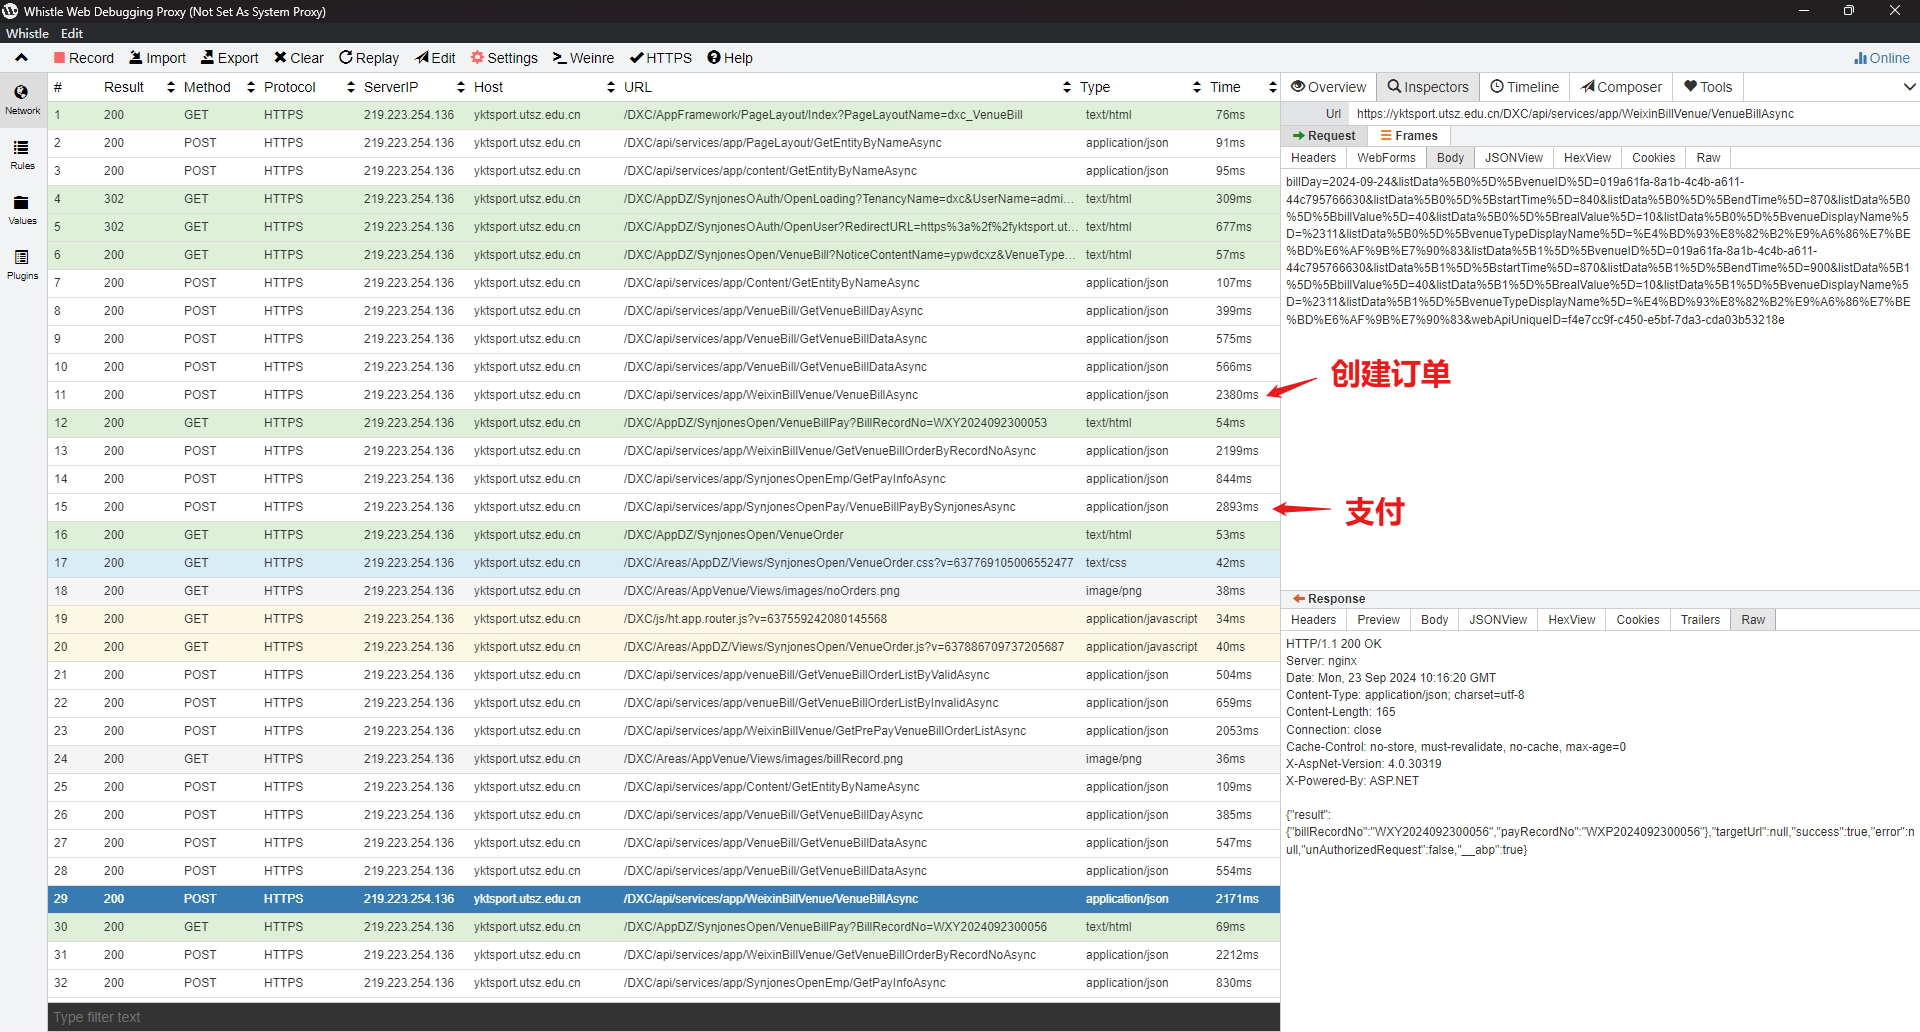 Whistle Web Debugging Proxy (Not Set As System Proxy)
Whistle Edit
Record Import Export Clear Replay Edit Settings Weinre HTTPS Help Online
Network
Rules
Values
Plugins
# Result Method Protocol ServerIP Host URL Type Time
1 200 GET HTTPS 219.223.254.136 yktsport.utsz.edu.cn /DXC/AppFramework/PageLayout/Index?PageLayoutName=dxc_VenueBill text/html 76ms
2 200 POST HTTPS 219.223.254.136 yktsport.utsz.edu.cn /DXC/api/services/app/PageLayout/GetEntityByNameAsync application/json 91ms
3 200 POST HTTPS 219.223.254.136 yktsport.utsz.edu.cn /DXC/api/services/app/content/GetEntityByNameAsync application/json 95ms
4 302 GET HTTPS 219.223.254.136 yktsport.utsz.edu.cn /DXC/AppDZ/SynjonesOAuth/OpenLoading?TenancyName=dxc&UserName=admi... text/html 309ms
5 302 GET HTTPS 219.223.254.136 yktsport.utsz.edu.cn /DXC/AppDZ/SynjonesOAuth/OpenUser?RedirectURL=https%3a%2f%2fyktsport.ut... text/html 677ms
6 200 GET HTTPS 219.223.254.136 yktsport.utsz.edu.cn /DXC/AppDZ/SynjonesOpen/VenueBill?NoticeContentName=ypwdcxz&VenueType... text/html 57ms
7 200 POST HTTPS 219.223.254.136 yktsport.utsz.edu.cn /DXC/api/services/app/Content/GetEntityByNameAsync application/json 107ms
8 200 POST HTTPS 219.223.254.136 yktsport.utsz.edu.cn /DXC/api/services/app/VenueBill/GetVenueBillDayAsync application/json 399ms
9 200 POST HTTPS 219.223.254.136 yktsport.utsz.edu.cn /DXC/api/services/app/VenueBill/GetVenueBillDataAsync application/json 575ms
10 200 POST HTTPS 219.223.254.136 yktsport.utsz.edu.cn /DXC/api/services/app/VenueBill/GetVenueBillDataAsync application/json 566ms
11 200 POST HTTPS 219.223.254.136 yktsport.utsz.edu.cn /DXC/api/services/app/WeixinBillVenue/VenueBillAsync application/json 2380ms
12 200 GET HTTPS 219.223.254.136 yktsport.utsz.edu.cn /DXC/AppDZ/SynjonesOpen/VenueBillPay?BillRecordNo=WXY2024092300053 text/html 54ms
13 200 POST HTTPS 219.223.254.136 yktsport.utsz.edu.cn /DXC/api/services/app/WeixinBillVenue/GetVenueBillOrderByRecordNoAsync application/json 2199ms
14 200 POST HTTPS 219.223.254.136 yktsport.utsz.edu.cn /DXC/api/services/app/SynjonesOpenEmp/GetPayInfoAsync application/json 844ms
15 200 POST HTTPS 219.223.254.136 yktsport.utsz.edu.cn /DXC/api/services/app/SynjonesOpenPay/VenueBillPayBySynjonesAsync application/json 2893ms
16 200 GET HTTPS 219.223.254.136 yktsport.utsz.edu.cn /DXC/AppDZ/SynjonesOpen/VenueOrder text/html 53ms
17 200 GET HTTPS 219.223.254.136 yktsport.utsz.edu.cn /DXC/Areas/AppDZ/Views/SynjonesOpen/VenueOrder.css?v=637769105006552477 text/css 42ms
18 200 GET HTTPS 219.223.254.136 yktsport.utsz.edu.cn /DXC/Areas/AppVenue/Views/images/noOrders.png image/png 38ms
19 200 GET HTTPS 219.223.254.136 yktsport.utsz.edu.cn /DXC/js/ht.app.router.js?v=637559242080145568 application/javascript 34ms
20 200 GET HTTPS 219.223.254.136 yktsport.utsz.edu.cn /DXC/Areas/AppDZ/Views/SynjonesOpen/VenueOrder.js?v=637886709737205687 application/javascript 40ms
21 200 POST HTTPS 219.223.254.136 yktsport.utsz.edu.cn /DXC/api/services/app/venueBill/GetVenueBillOrderListByValidAsync application/json 504ms
22 200 POST HTTPS 219.223.254.136 yktsport.utsz.edu.cn /DXC/api/services/app/venueBill/GetVenueBillOrderListByInvalidAsync application/json 659ms
23 200 POST HTTPS 219.223.254.136 yktsport.utsz.edu.cn /DXC/api/services/app/WeixinBillVenue/GetPrePayVenueBillOrderListAsync application/json 2053ms
24 200 GET HTTPS 219.223.254.136 yktsport.utsz.edu.cn /DXC/Areas/AppVenue/Views/images/billRecord.png image/png 36ms
25 200 POST HTTPS 219.223.254.136 yktsport.utsz.edu.cn /DXC/api/services/app/Content/GetEntityByNameAsync application/json 109ms
26 200 POST HTTPS 219.223.254.136 yktsport.utsz.edu.cn /DXC/api/services/app/VenueBill/GetVenueBillDayAsync application/json 385ms
27 200 POST HTTPS 219.223.254.136 yktsport.utsz.edu.cn /DXC/api/services/app/VenueBill/GetVenueBillDataAsync application/json 547ms
28 200 POST HTTPS 219.223.254.136 yktsport.utsz.edu.cn /DXC/api/services/app/VenueBill/GetVenueBillDataAsync application/json 554ms
29 200 POST HTTPS 219.223.254.136 yktsport.utsz.edu.cn /DXC/api/services/app/WeixinBillVenue/VenueBillAsync application/json 2171ms
30 200 GET HTTPS 219.223.254.136 yktsport.utsz.edu.cn /DXC/AppDZ/SynjonesOpen/VenueBillPay?BillRecordNo=WXY2024092300056 text/html 69ms
31 200 POST HTTPS 219.223.254.136 yktsport.utsz.edu.cn /DXC/api/services/app/WeixinBillVenue/GetVenueBillOrderByRecordNoAsync application/json 2212ms
32 200 POST HTTPS 219.223.254.136 yktsport.utsz.edu.cn /DXC/api/services/app/SynjonesOpenEmp/GetPayInfoAsync application/json 830ms
Type filter text
Overview Inspectors Timeline Composer Tools
Url https://yktsport.utsz.edu.cn/DXC/api/services/app/WeixinBillVenue/VenueBillAsync
Request Frames
Headers WebForms Body JSONView HexView Cookies Raw
billDay=2024-09-24&listData%5B0%5D%5BvenueID%5D=019a61fa-8a1b-4c4b-a611-
44c795766630&listData%5B0%5D%5BstartTime%5D=840&listData%5B0%5D%5BendTime%5D=870&listData%5B0
%5D%5BbillValue%5D=40&listData%5B0%5D%5BrealValue%5D=10&listData%5B0%5D%5BvenueDisplayName%5
D=%2311&listData%5B0%5D%5BvenueTypeDisplayName%5D=%E4%BD%93%E8%82%B2%E9%A6%86%E7%BE
%BD%E6%AF%9B%E7%90%83&listData%5B1%5D%5BvenueID%5D=019a61fa-8a1b-4c4b-a611-
44c795766630&listData%5B1%5D%5BstartTime%5D=870&listData%5B1%5D%5BendTime%5D=900&listData%5B1
%5D%5BbillValue%5D=40&listData%5B1%5D%5BrealValue%5D=10&listData%5B1%5D%5BvenueDisplayName%5
D=%2311&listData%5B1%5D%5BvenueTypeDisplayName%5D=%E4%BD%93%E8%82%B2%E9%A6%86%E7%BE
%BD%E6%AF%9B%E7%90%83&webApiUniqueID=f4e7cc9f-c450-e5bf-7da3-cda03b53218e
创建订单
支付
Response
Headers Preview Body JSONView HexView Cookies Trailers Raw
HTTP/1.1 200 OK
Server: nginx
Date: Mon, 23 Sep 2024 10:16:20 GMT
Content-Type: application/json; charset=utf-8
Content-Length: 165
Connection: close
Cache-Control: no-store, must-revalidate, no-cache, max-age=0
X-AspNet-Version: 4.0.30319
X-Powered-By: ASP.NET
{"result":
{"billRecordNo":"WXY2024092300056","payRecordNo":"WXP2024092300056"},"targetUrl":null,"success":true,"error":n
ull,"unAuthorizedRequest":false,"__abp":true}